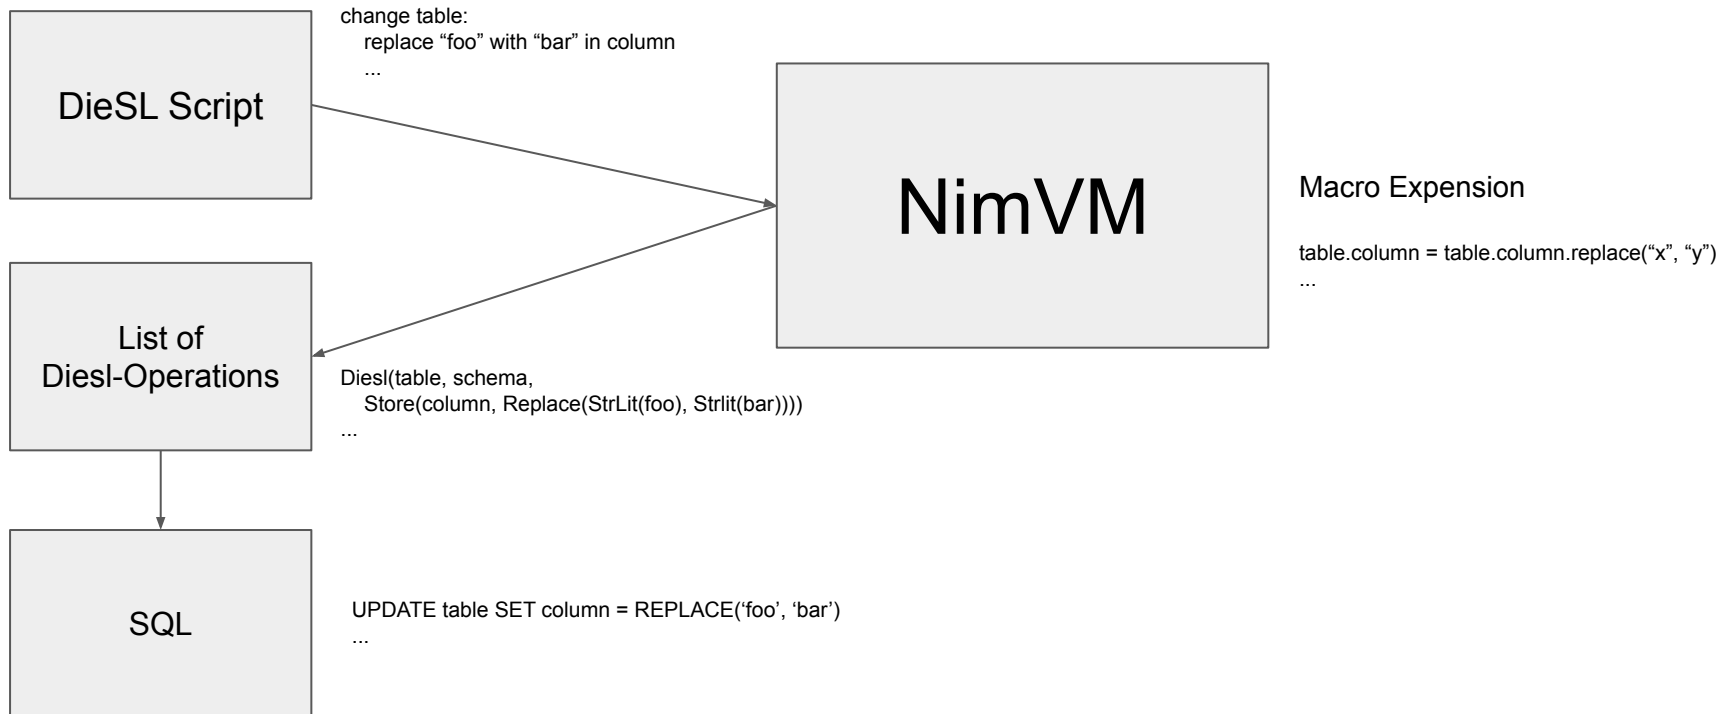 change table:
replace “foo” with “bar” in column
...
DieSL Script
NimVM
Macro Expension
table.column = table.column.replace(“x”, “y”)
...
List of
Diesl-Operations
Diesl(table, schema,
Store(column, Replace(StrLit(foo), Strlit(bar))))
...
SQL
UPDATE table SET column = REPLACE(‘foo’, ‘bar’)
...